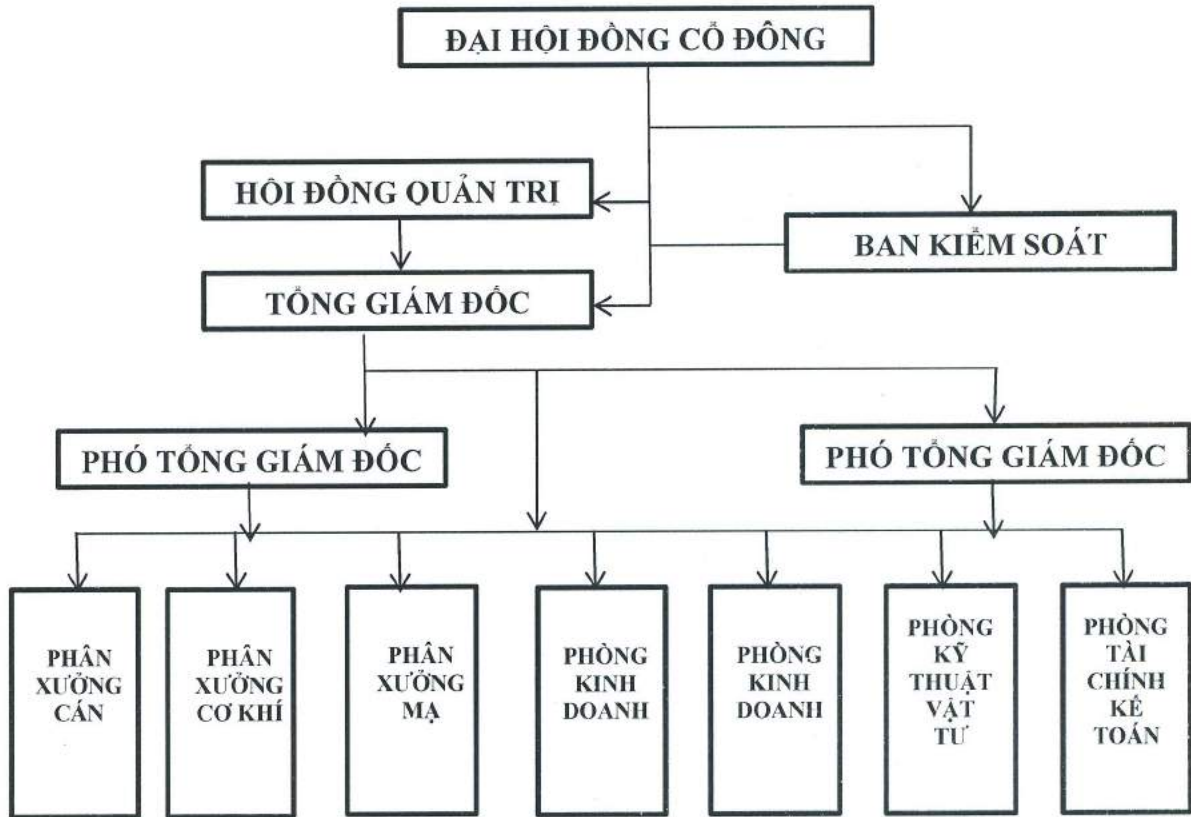 ĐẠI HỘI ĐỒNG CỔ ĐÔNG
HÔI ĐỒNG QUẢN TRỊ
BAN KIỂM SOÁT
TỔNG GIÁM ĐỐC
PHÓ TỔNG GIÁM ĐỐC
PHÓ TỔNG GIÁM ĐỐC
PHÂN
XƯỞNG
CÁN
PHÂN
XƯỞNG
CƠ KHÍ
PHÂN
XƯỞNG
MẠ
PHÒNG
KINH
DOANH
PHÒNG
KINH
DOANH
PHÒNG
KỸ
THUẬT
VẬT
TƯ
PHÒNG
TÀI
CHÍNH
KẾ
TOÁN